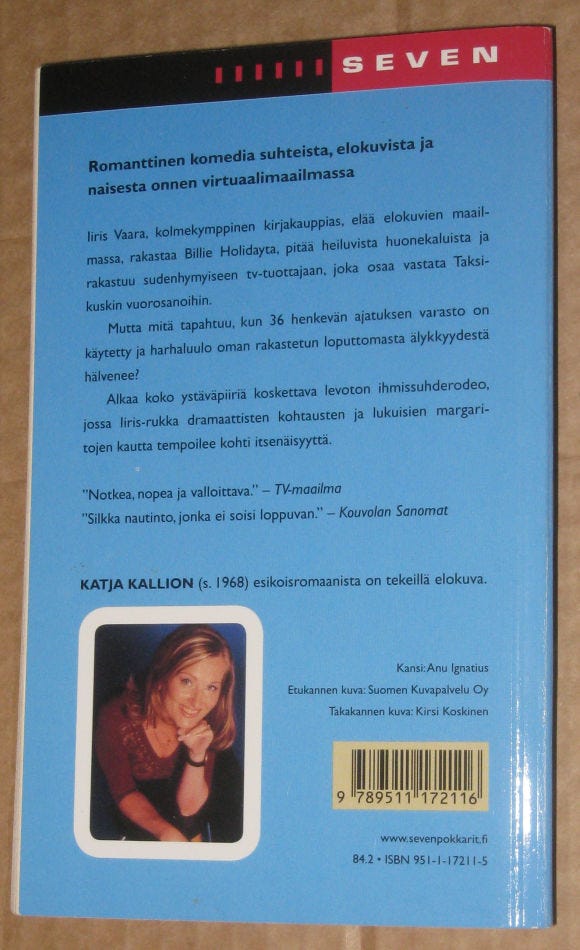 SEVEN
Romanttinen komedia suhteista, elokuvista ja
naisesta onnen virtuaalimaailmassa
Iiris Vaara, kolmekymppinen kirjakauppias, elää elokuvien maail-
massa, rakastaa Billie Holidayta, pitää heiluvista huonekaluista ja
rakastuu sudenhymyiseen tv-tuottajaan, joka osaa vastata Taksi-
kuskin vuorosanoihin.
Mutta mitä tapahtuu, kun 36 henkevän ajatuksen varasto on
käytetty ja harhaluulo oman rakastetun loputtomasta älykkyydestä
hälvenee?
Alkaa koko ystäväpiiriä koskettava levoton ihmissuhderodeo,
jossa Iiris-rukka dramaattisten kohtausten ja lukuisien margari-
tojen kautta tempoilee kohti itsenäisyyttä.
"Notkea, nopea ja valloittava." – TV-maailma
"Silkka nautinto, jonka ei soisi loppuvan." – Kouvolan Sanomat
KATJA KALLION (s. 1968) esikoisromaanista on tekeillä elokuva.
Kansi: Anu Ignatius
Etukannen kuva: Suomen Kuvapalvelu Oy
Takakannen kuva: Kirsi Koskinen
9 789511 172116
www.sevenpokkarit.fi
84.2 • ISBN 951-1-17211-5